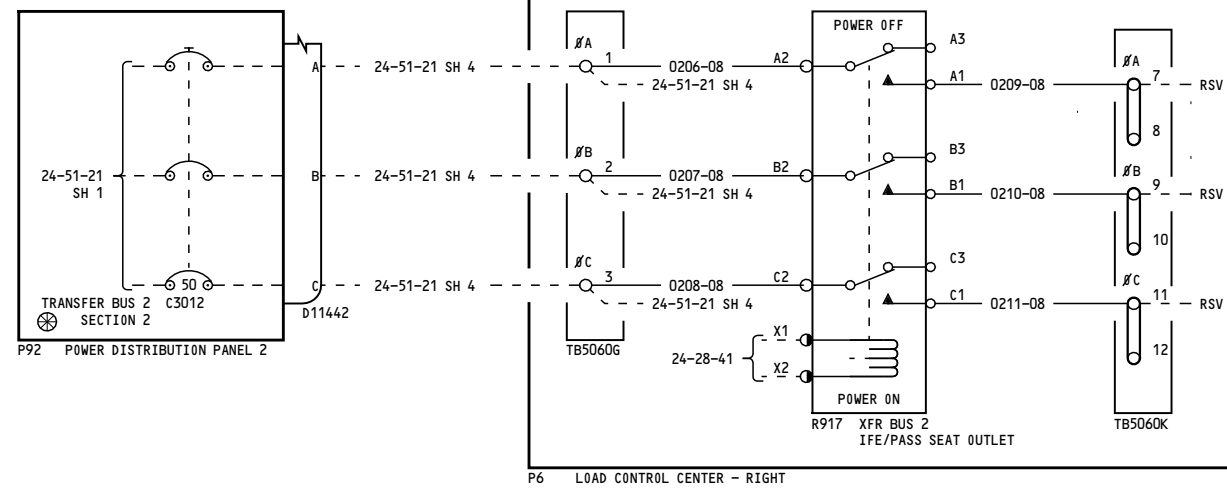 POWER OFF
ØA
1
A2
A3
ØA
7
A 24-51-21 SH 4
0206-08
24-51-21 SH 4
A1
0209-08
RSV
8
ØB
2
B2
B3
ØB
9
24-51-21
SH 1
B 24-51-21 SH 4
0207-08
24-51-21 SH 4
B1
0210-08
RSV
10
ØC
3
C2
C3
ØC
11
50
C 24-51-21 SH 4
0208-08
24-51-21 SH 4
C1
0211-08
RSV
12
TRANSFER BUS 2 C3012
SECTION 2
D11442
P92 POWER DISTRIBUTION PANEL 2
TB5060G
X1
24-28-41
X2
POWER ON
R917 XFR BUS 2
IFE/PASS SEAT OUTLET
TB5060K
P6 LOAD CONTROL CENTER - RIGHT